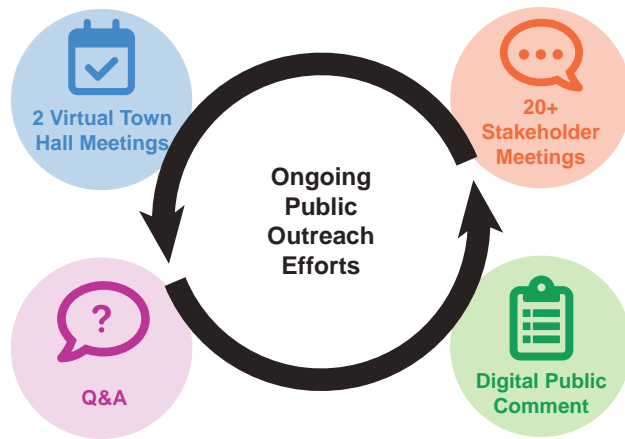 2 Virtual Town
Hall Meetings
20+
Stakeholder
Meetings
Ongoing
Public
Outreach
Efforts
?
Q&A
Digital Public
Comment